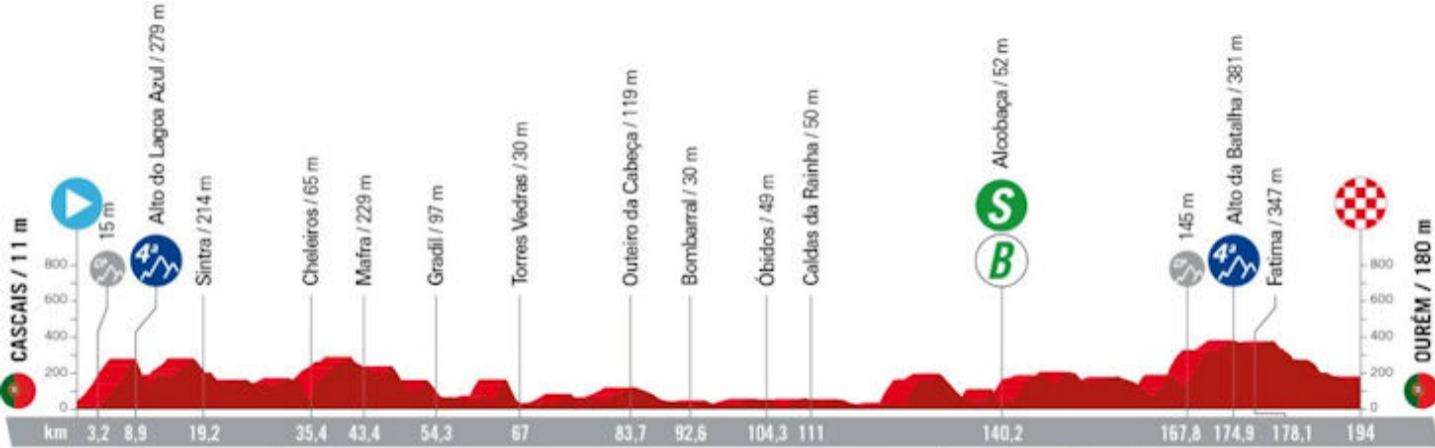 CASCAIS / 11 m
800
600
400
200
0
15 m
4ª
Alto do Lagoa Azul / 279 m
Sintra / 214 m
Cheleiros / 65 m
Mafra / 229 m
Gradil / 97 m
Torres Vedras / 30 m
Outeiro da Cabeça / 119 m
Bombarral / 30 m
Óbidos / 49 m
Caldas da Rainha / 50 m
S
B
Alcobaça / 52 m
145 m
4ª
Alto da Batalha / 381 m
Fatima / 347 m
800
600
400
200
0
OURÉM / 180 m
km 3,2 8,9 19,2 35,4 43,4 54,3 67 83,7 92,6 104,3 111 140,2 167,8 174,9 178,1 194